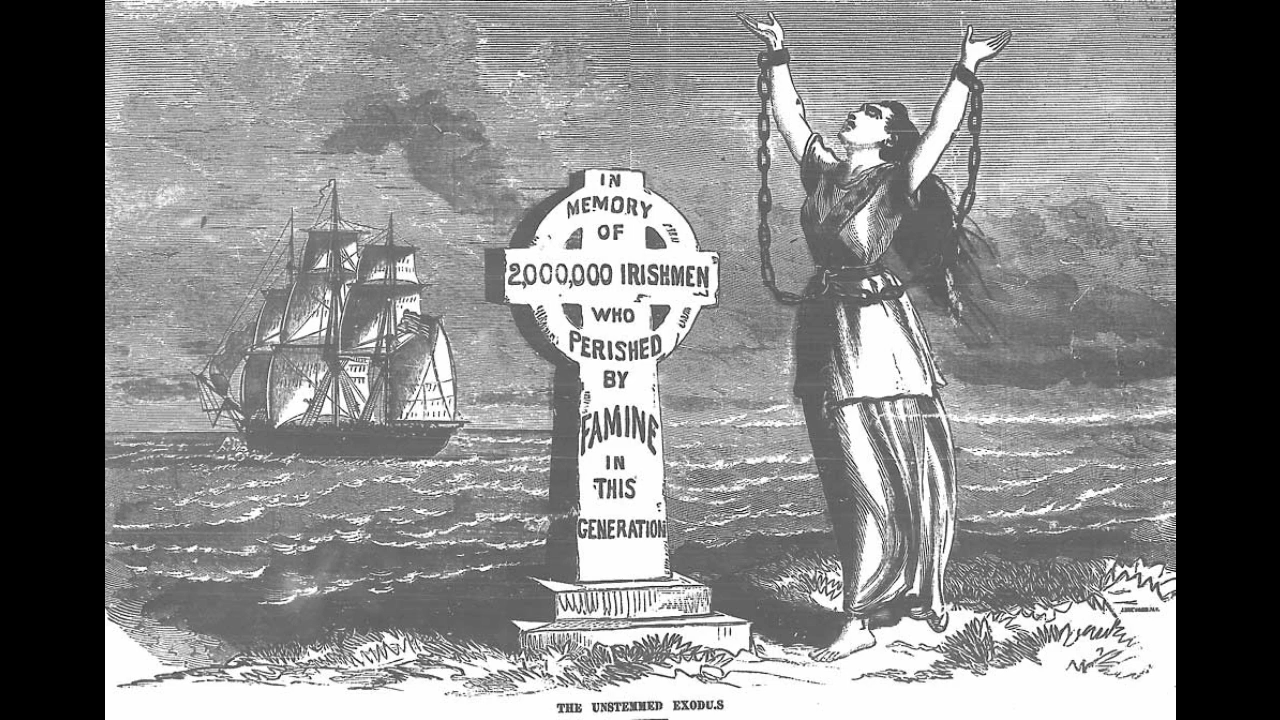 IN
MEMORY
OF
2,000,000 IRISHMEN
WHO
PERISHED
BY
FAMINE
IN
THIS
GENERATION
THE UNSTEMMED EXODUS